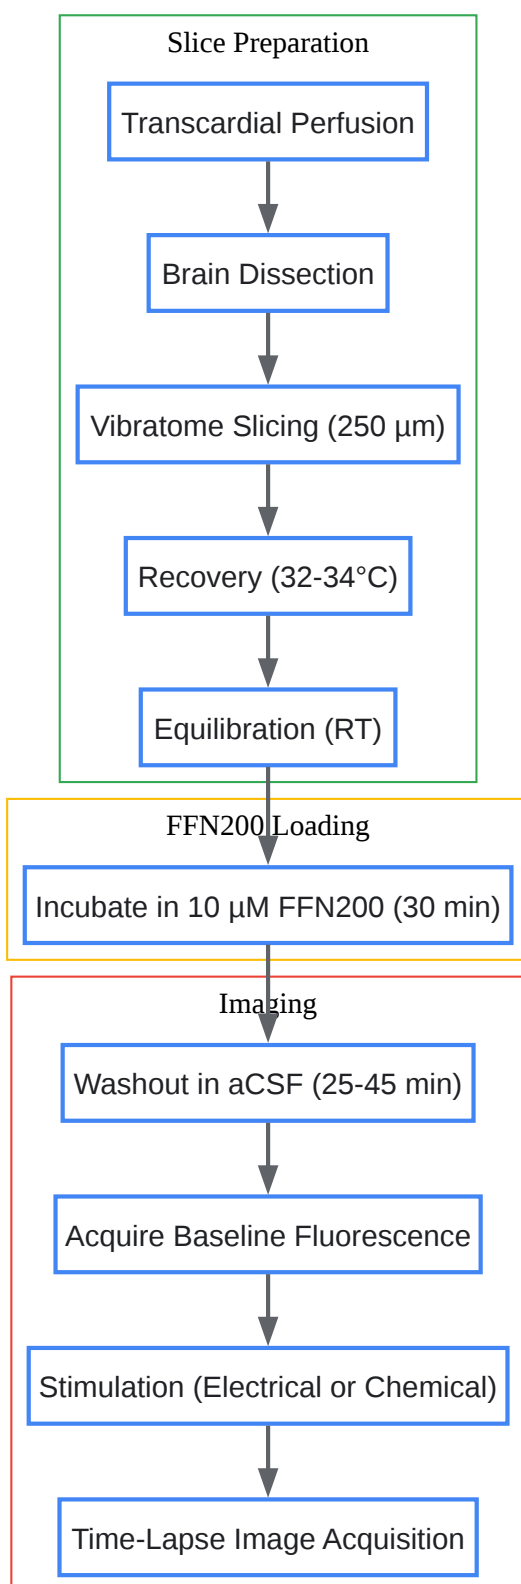 Slice Preparation
Transcardial Perfusion
Brain Dissection
Vibratome Slicing (250 µm)
Recovery (32-34°C)
Equilibration (RT)
FFN200 Loading
Incubate in 10 µM FFN200 (30 min)
Imaging
Washout in aCSF (25-45 min)
Acquire Baseline Fluorescence
Stimulation (Electrical or Chemical)
Time-Lapse Image Acquisition